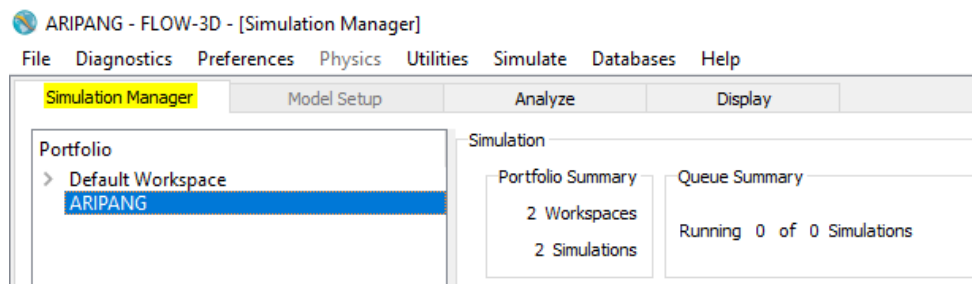 ARIPANG - FLOW-3D - [Simulation Manager]
File Diagnostics Preferences Physics Utilities Simulate Databases Help
Simulation Manager Model Setup Analyze Display
Portfolio
Default Workspace
ARIPANG
Simulation
Portfolio Summary
2 Workspaces
2 Simulations
Queue Summary
Running 0 of 0 Simulations